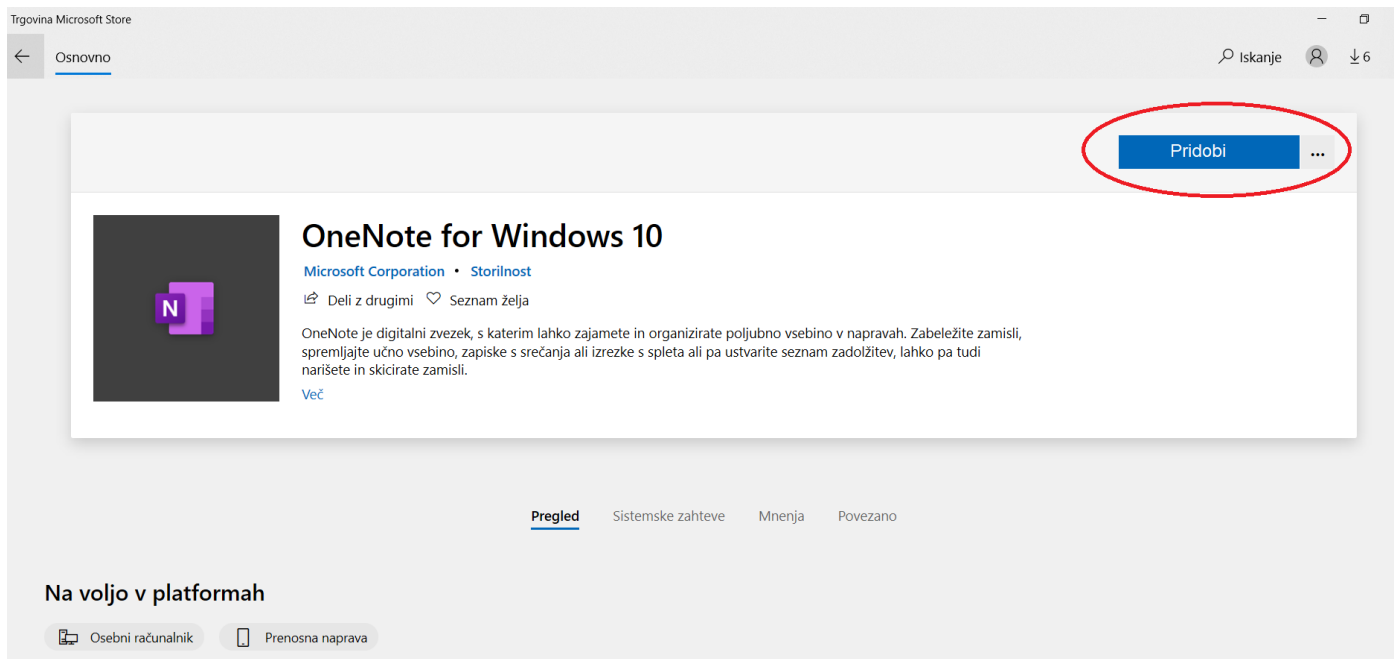 Trgovina Microsoft Store
Osnovno
Iskanje
6
Pridobi
...
N
OneNote for Windows 10
Microsoft Corporation • Storilnost
Deli z drugimi Seznam želja
OneNote je digitalni zvezek, s katerim lahko zajamete in organizirate poljubno vsebino v napravah. Zabeležite zamisli,
spremljajte učno vsebino, zapiske s srečanja ali izrezke s spleta ali pa ustvarite seznam zadolžitev, lahko pa tudi
narišete in skicirate zamisli.
Več
Pregled Sistemske zahteve Mnenja Povezano
Na voljo v platformah
Osebni računalnik Prenosna naprava